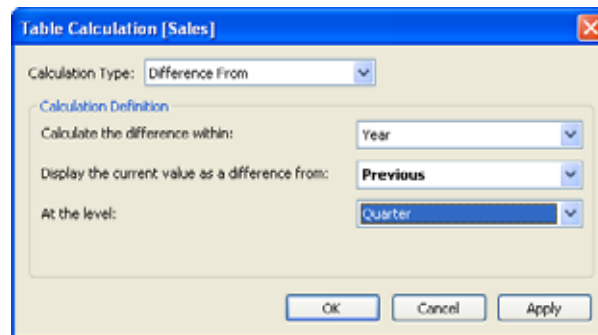 Table Calculation [Sales]
Calculation Type: Difference From
Calculation Definition
Calculate the difference within: Year
Display the current value as a difference from: Previous
At the level: Quarter
OK Cancel Apply